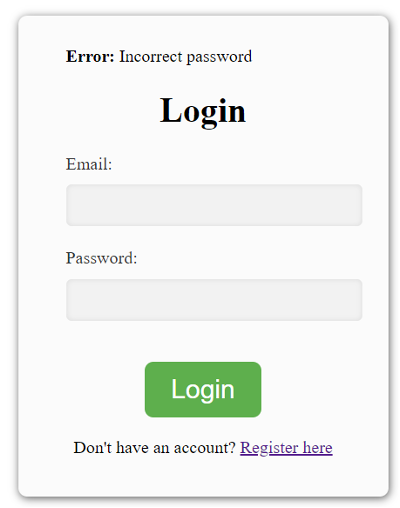 Error: Incorrect password
Login
Email:
Password:
Login
Don't have an account? Register here